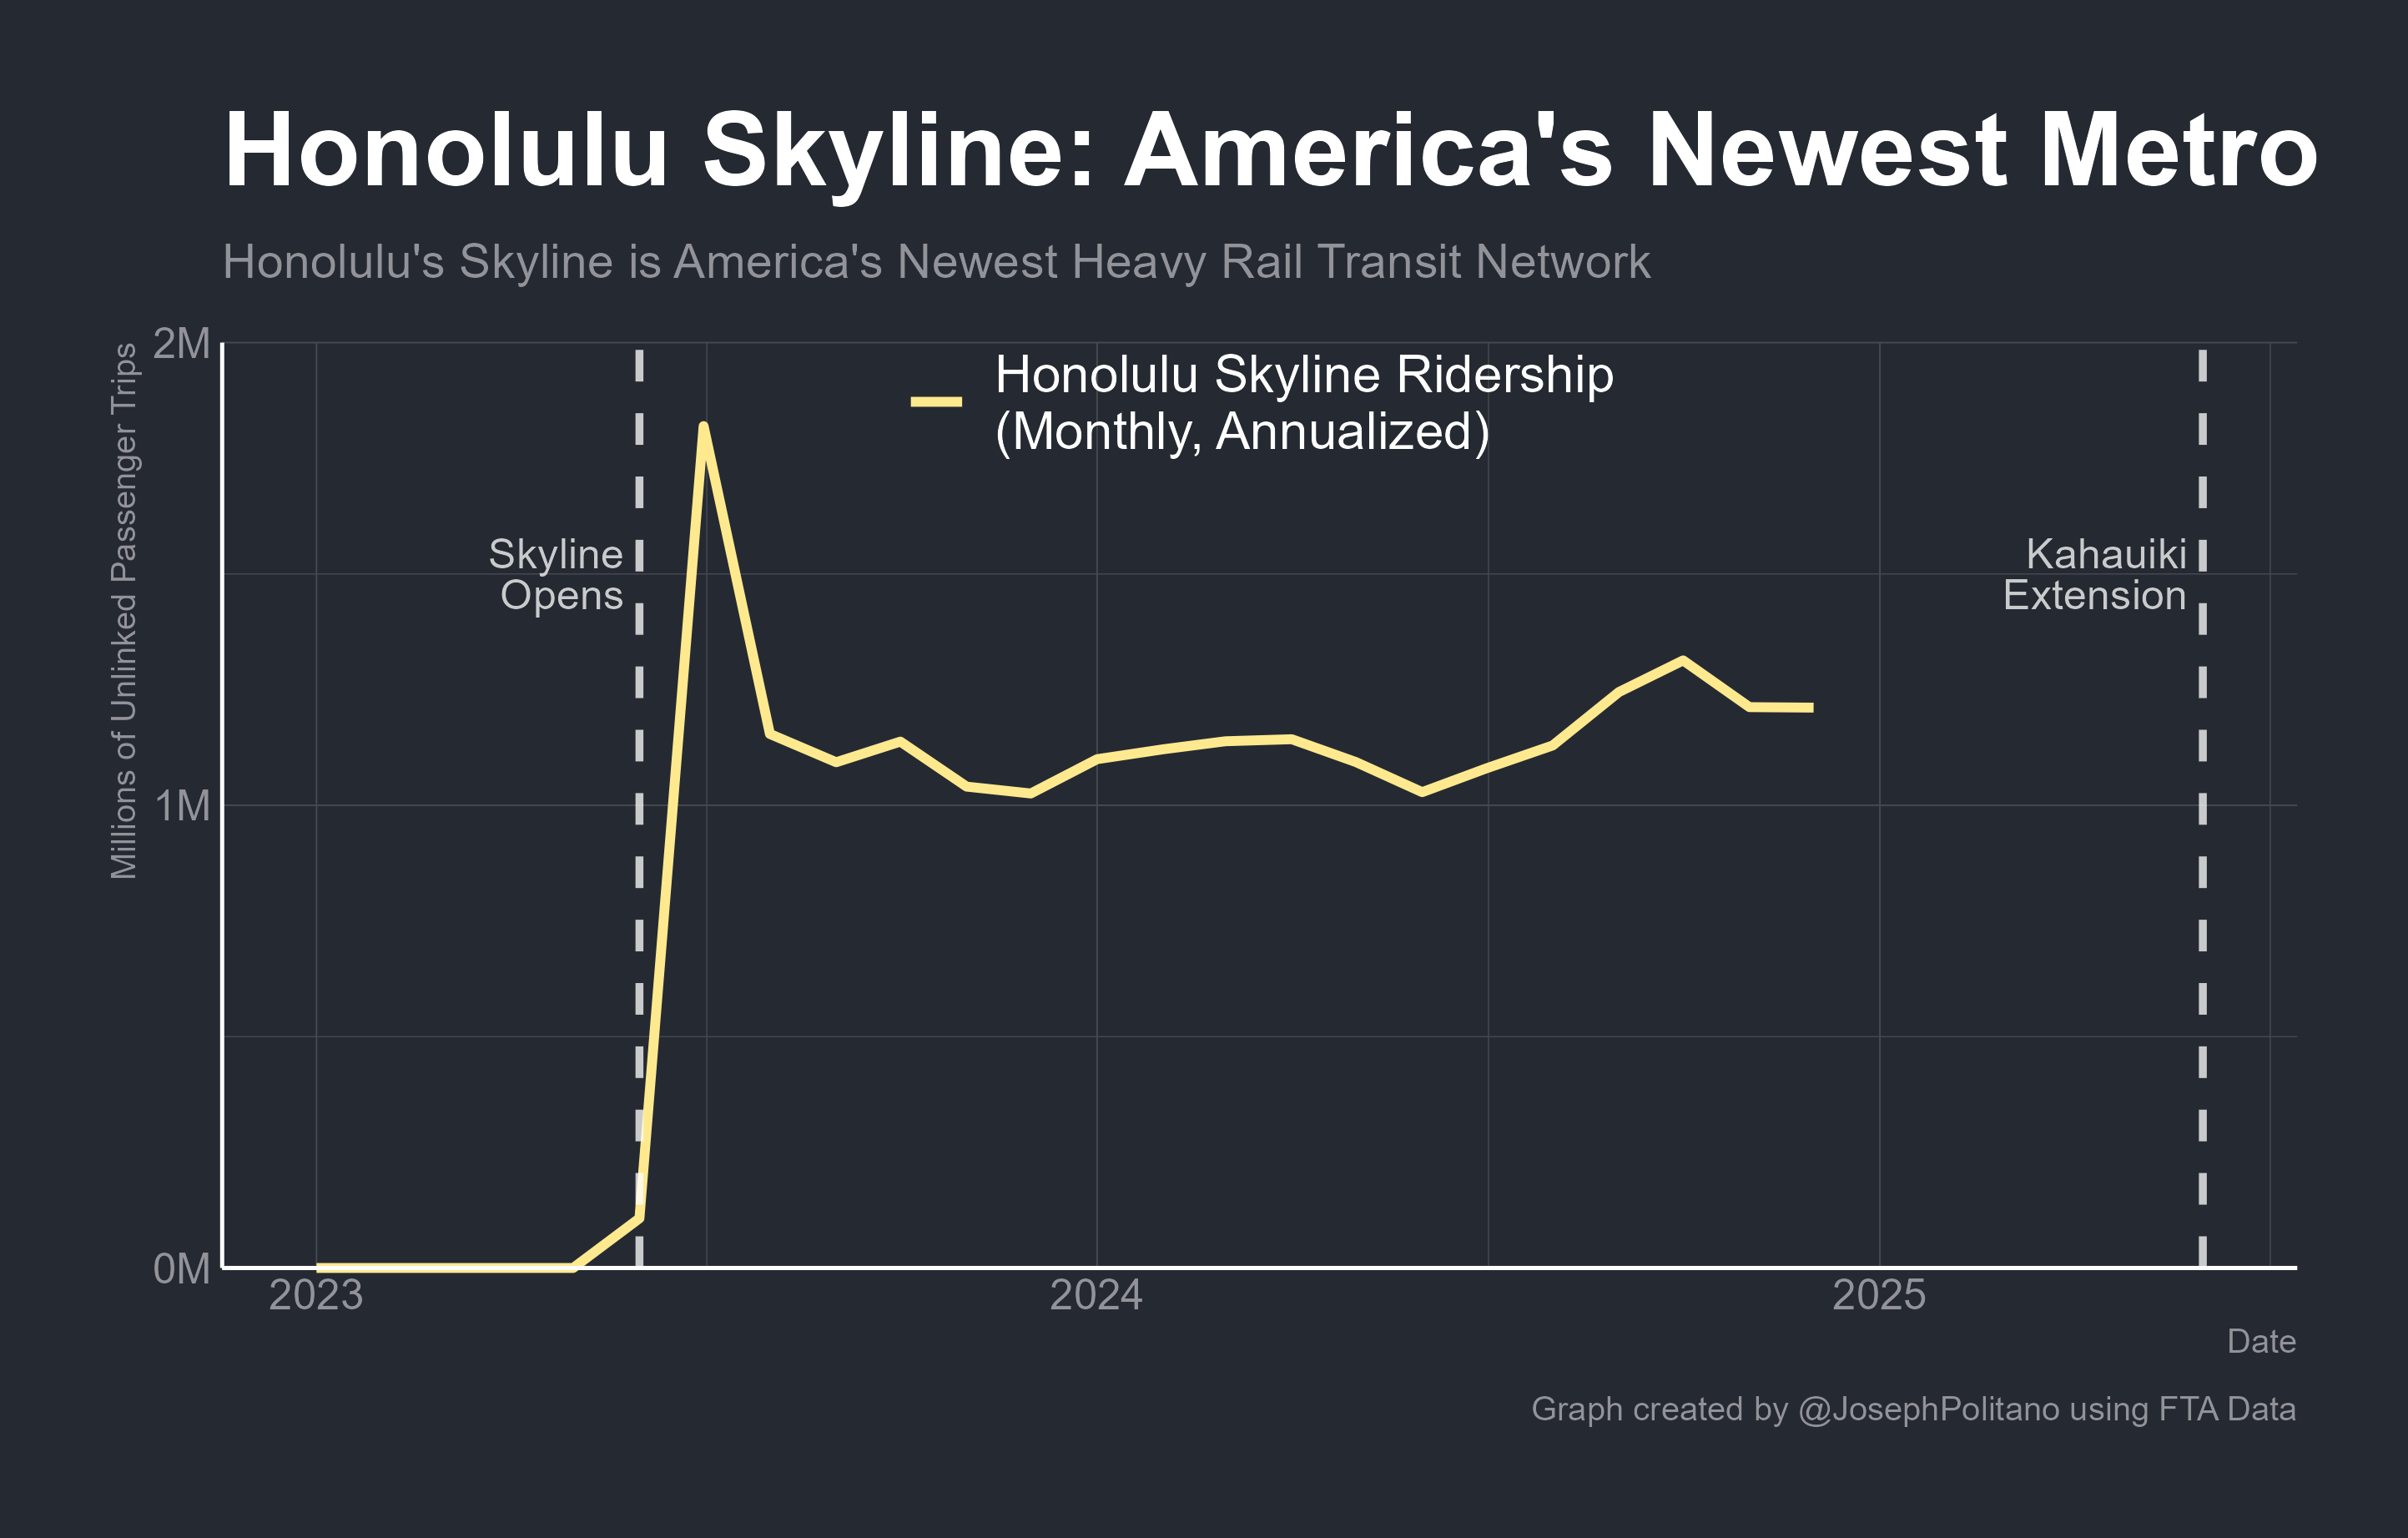 Honolulu Skyline: America's Newest Metro
Honolulu's Skyline is America's Newest Heavy Rail Transit Network
Millions of Unlinked Passenger Trips
2M
1M
0M
Honolulu Skyline Ridership
(Monthly, Annualized)
Skyline
Opens
Kahauiki
Extension
2023
2024
2025
Date
Graph created by @JosephPolitano using FTA Data